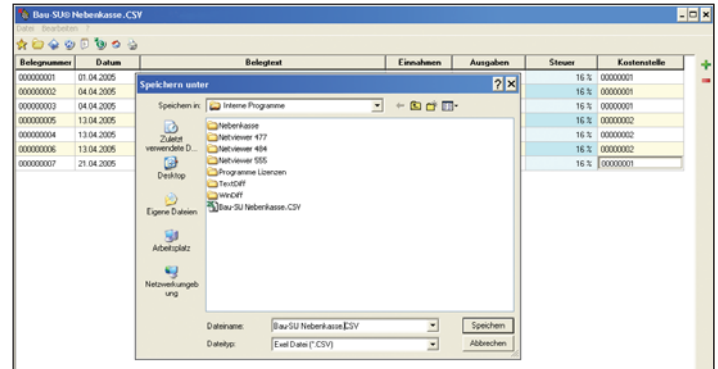 Bau-SU® Nebenkasse.CSV
Datei Bearbeiten ?
Belegnummer Datum Belegtext Einnahmen Ausgaben Steuer Kostenstelle
000000001 01.04.2005 16 % 00000001
000000002 04.04.2005 16 % 00000001
000000003 04.04.2005 16 % 00000001
000000005 13.04.2005 16 % 00000002
000000004 13.04.2005 16 % 00000002
000000006 13.04.2005 16 % 00000002
000000007 21.04.2005 16 % 00000001
Speichern unter
Speichern in: Interne Programme
Zuletzt
verwendete D...
Desktop
Eigene Dateien
Arbeitsplatz
Netzwerkumgeb
ung
Nebenkasse
Netviewer 477
Netviewer 484
Netviewer 555
Programme Lizenzen
TextDiff
WinDiff
Bau-SU Nebenkasse.CSV
Dateiname: Bau-SU Nebenkasse.CSV Speichern
Dateityp: Exel Datei (*.CSV) Abbrechen